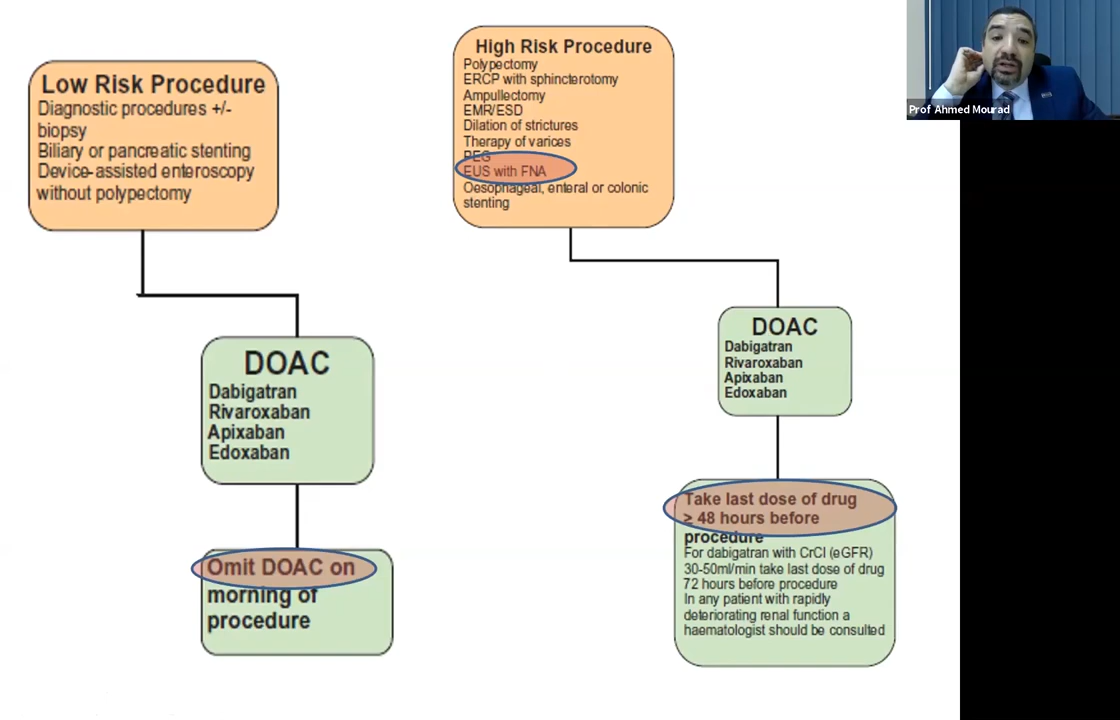 Low Risk Procedure
Diagnostic procedures +/-
biopsy
Biliary or pancreatic stenting
Device-assisted enteroscopy
without polypectomy
DOAC
Dabigatran
Rivaroxaban
Apixaban
Edoxaban
Omit DOAC on
morning of
procedure
High Risk Procedure
Polypectomy
ERCP with sphincterotomy
Ampullectomy
EMR/ESD
Dilation of strictures
Therapy of varices
PEG
EUS with FNA
Oesophageal, enteral or colonic
stenting
DOAC
Dabigatran
Rivaroxaban
Apixaban
Edoxaban
Take last dose of drug
≥ 48 hours before
procedure
For dabigatran with CrCl (eGFR)
30-50ml/min take last dose of drug
72 hours before procedure
In any patient with rapidly
deteriorating renal function a
haematologist should be consulted
Prof Ahmed Mourad